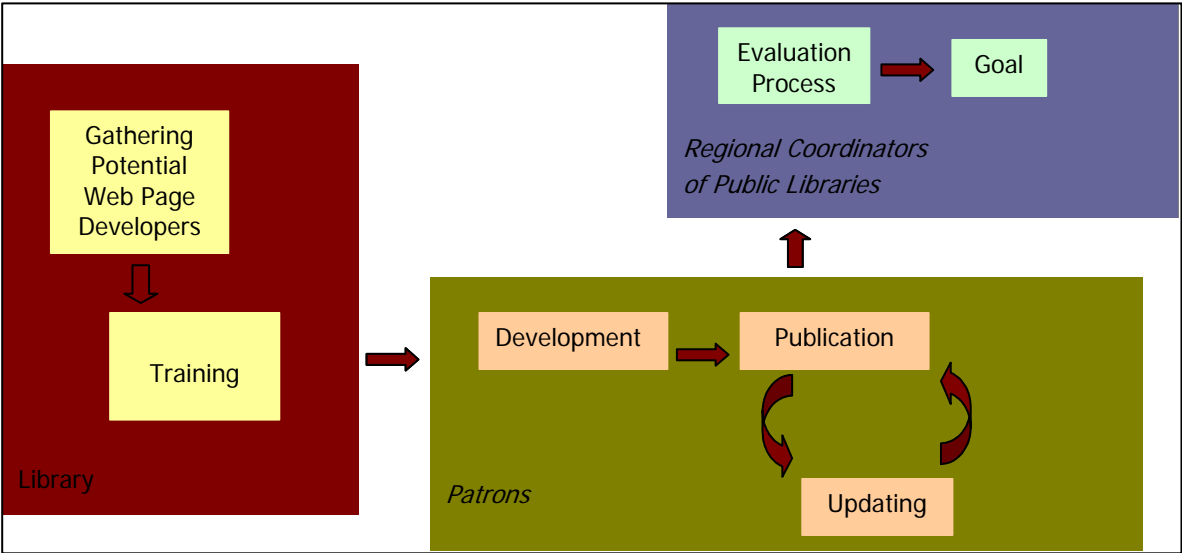 Evaluation
Process
Goal
Regional Coordinators
of Public Libraries
Gathering
Potential
Web Page
Developers
Training
Library
Development
Publication
Updating
Patrons